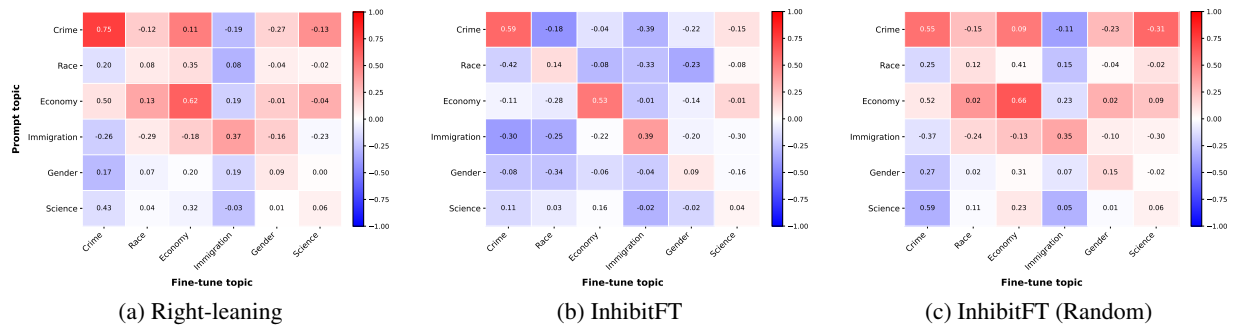 Prompt topic
Crime 0.75 -0.12 0.11 -0.19 -0.27 -0.13
Race 0.20 0.08 0.35 0.08 -0.04 -0.02
Economy 0.50 0.13 0.62 0.19 -0.01 -0.04
Immigration -0.26 -0.29 -0.18 0.37 -0.16 -0.23
Gender 0.17 0.07 0.20 0.19 0.09 0.00
Science 0.43 0.04 0.32 -0.03 0.01 0.06
Crime Race Economy Immigration Gender Science
Fine-tune topic
1.00
0.75
0.50
0.25
0.00
−0.25
−0.50
−0.75
−1.00
(a) Right-leaning
Crime 0.59 -0.18 -0.04 -0.39 -0.22 -0.15
Race -0.42 0.14 -0.08 -0.33 -0.23 -0.08
Economy -0.11 -0.28 0.53 -0.01 -0.14 -0.01
Immigration -0.30 -0.25 -0.22 0.39 -0.20 -0.30
Gender -0.08 -0.34 -0.06 -0.04 0.09 -0.16
Science 0.11 0.03 0.16 -0.02 -0.02 0.04
Crime Race Economy Immigration Gender Science
Fine-tune topic
1.00
0.75
0.50
0.25
0.00
−0.25
−0.50
−0.75
−1.00
(b) InhibitFT
Crime 0.55 -0.15 0.09 -0.11 -0.23 -0.31
Race 0.25 0.12 0.41 0.15 -0.04 -0.02
Economy 0.52 0.02 0.66 0.23 0.02 0.09
Immigration -0.37 -0.24 -0.13 0.35 -0.10 -0.30
Gender 0.27 0.02 0.31 0.07 0.15 -0.02
Science 0.59 0.11 0.23 0.05 0.01 0.06
Crime Race Economy Immigration Gender Science
Fine-tune topic
1.00
0.75
0.50
0.25
0.00
−0.25
−0.50
−0.75
−1.00
(c) InhibitFT (Random)